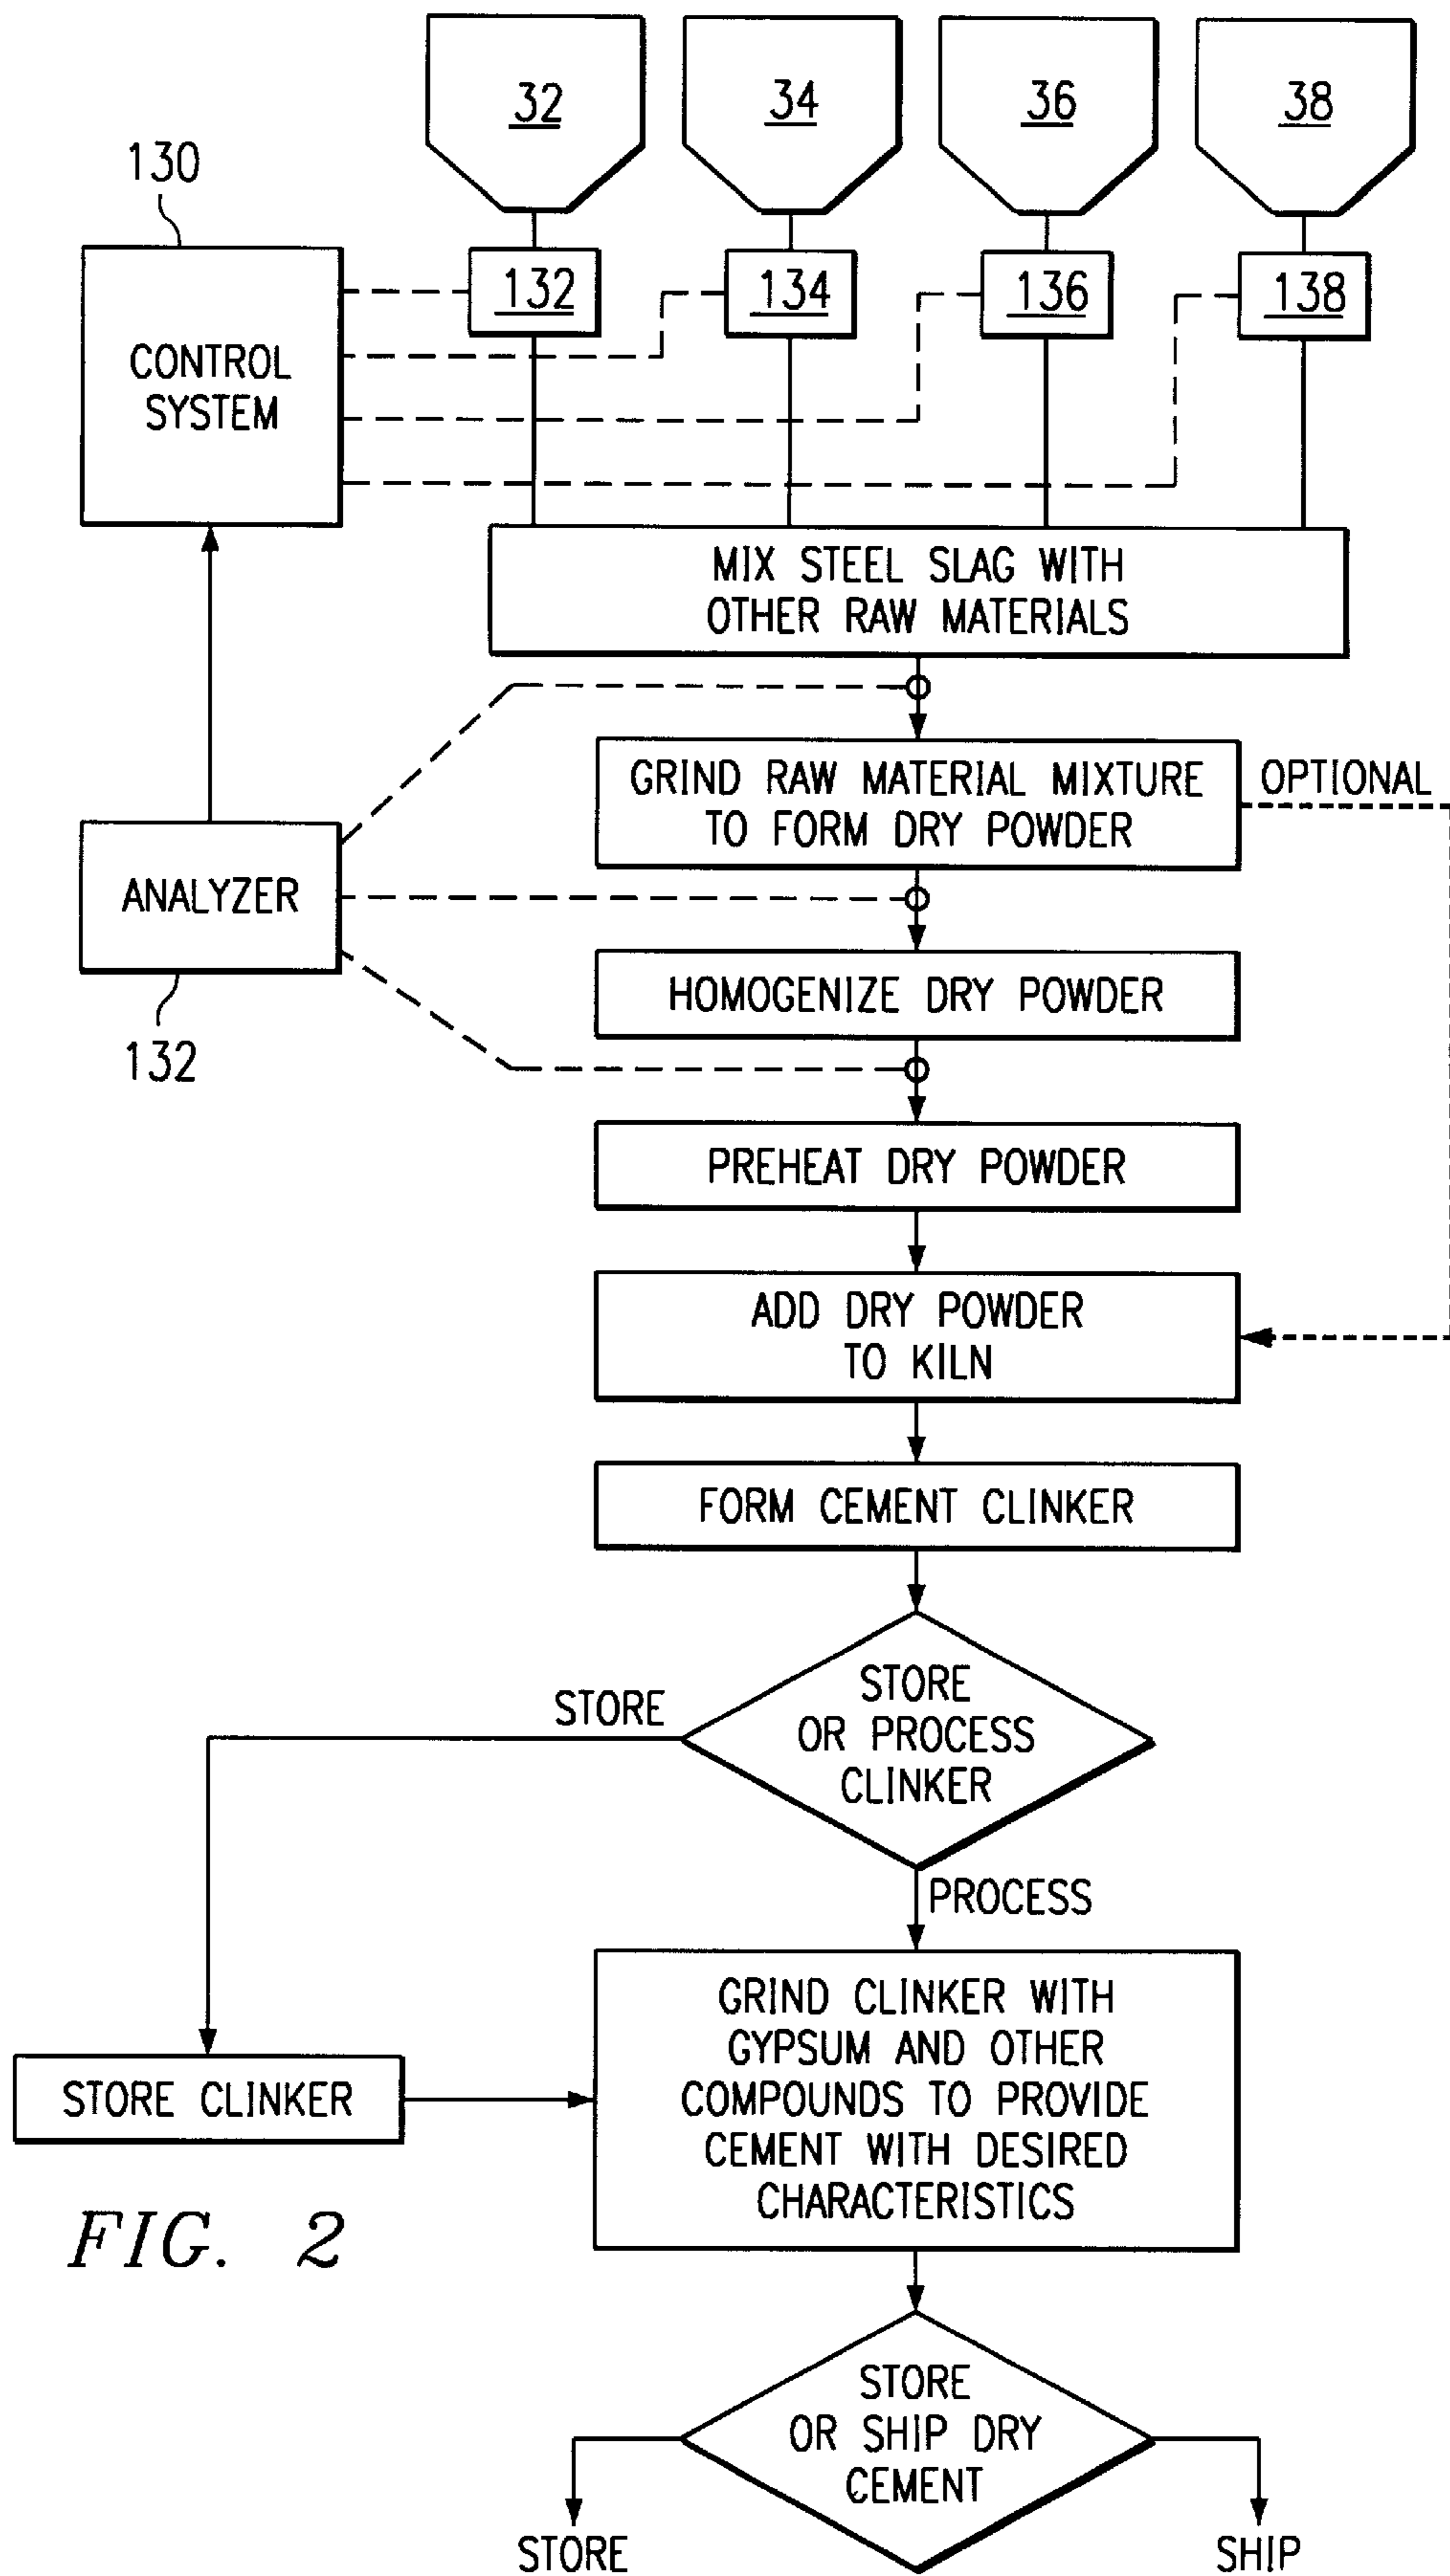 32
34
36
38
130
132
134
136
138
CONTROL
SYSTEM
MIX STEEL SLAG WITH
OTHER RAW MATERIALS
GRIND RAW MATERIAL MIXTURE
TO FORM DRY POWDER
OPTIONAL
ANALYZER
132
HOMOGENIZE DRY POWDER
PREHEAT DRY POWDER
ADD DRY POWDER
TO KILN
FORM CEMENT CLINKER
STORE
OR PROCESS
CLINKER
STORE
PROCESS
STORE CLINKER
GRIND CLINKER WITH
GYPSUM AND OTHER
COMPOUNDS TO PROVIDE
CEMENT WITH DESIRED
CHARACTERISTICS
FIG. 2
STORE
OR SHIP DRY
CEMENT
STORE
SHIP